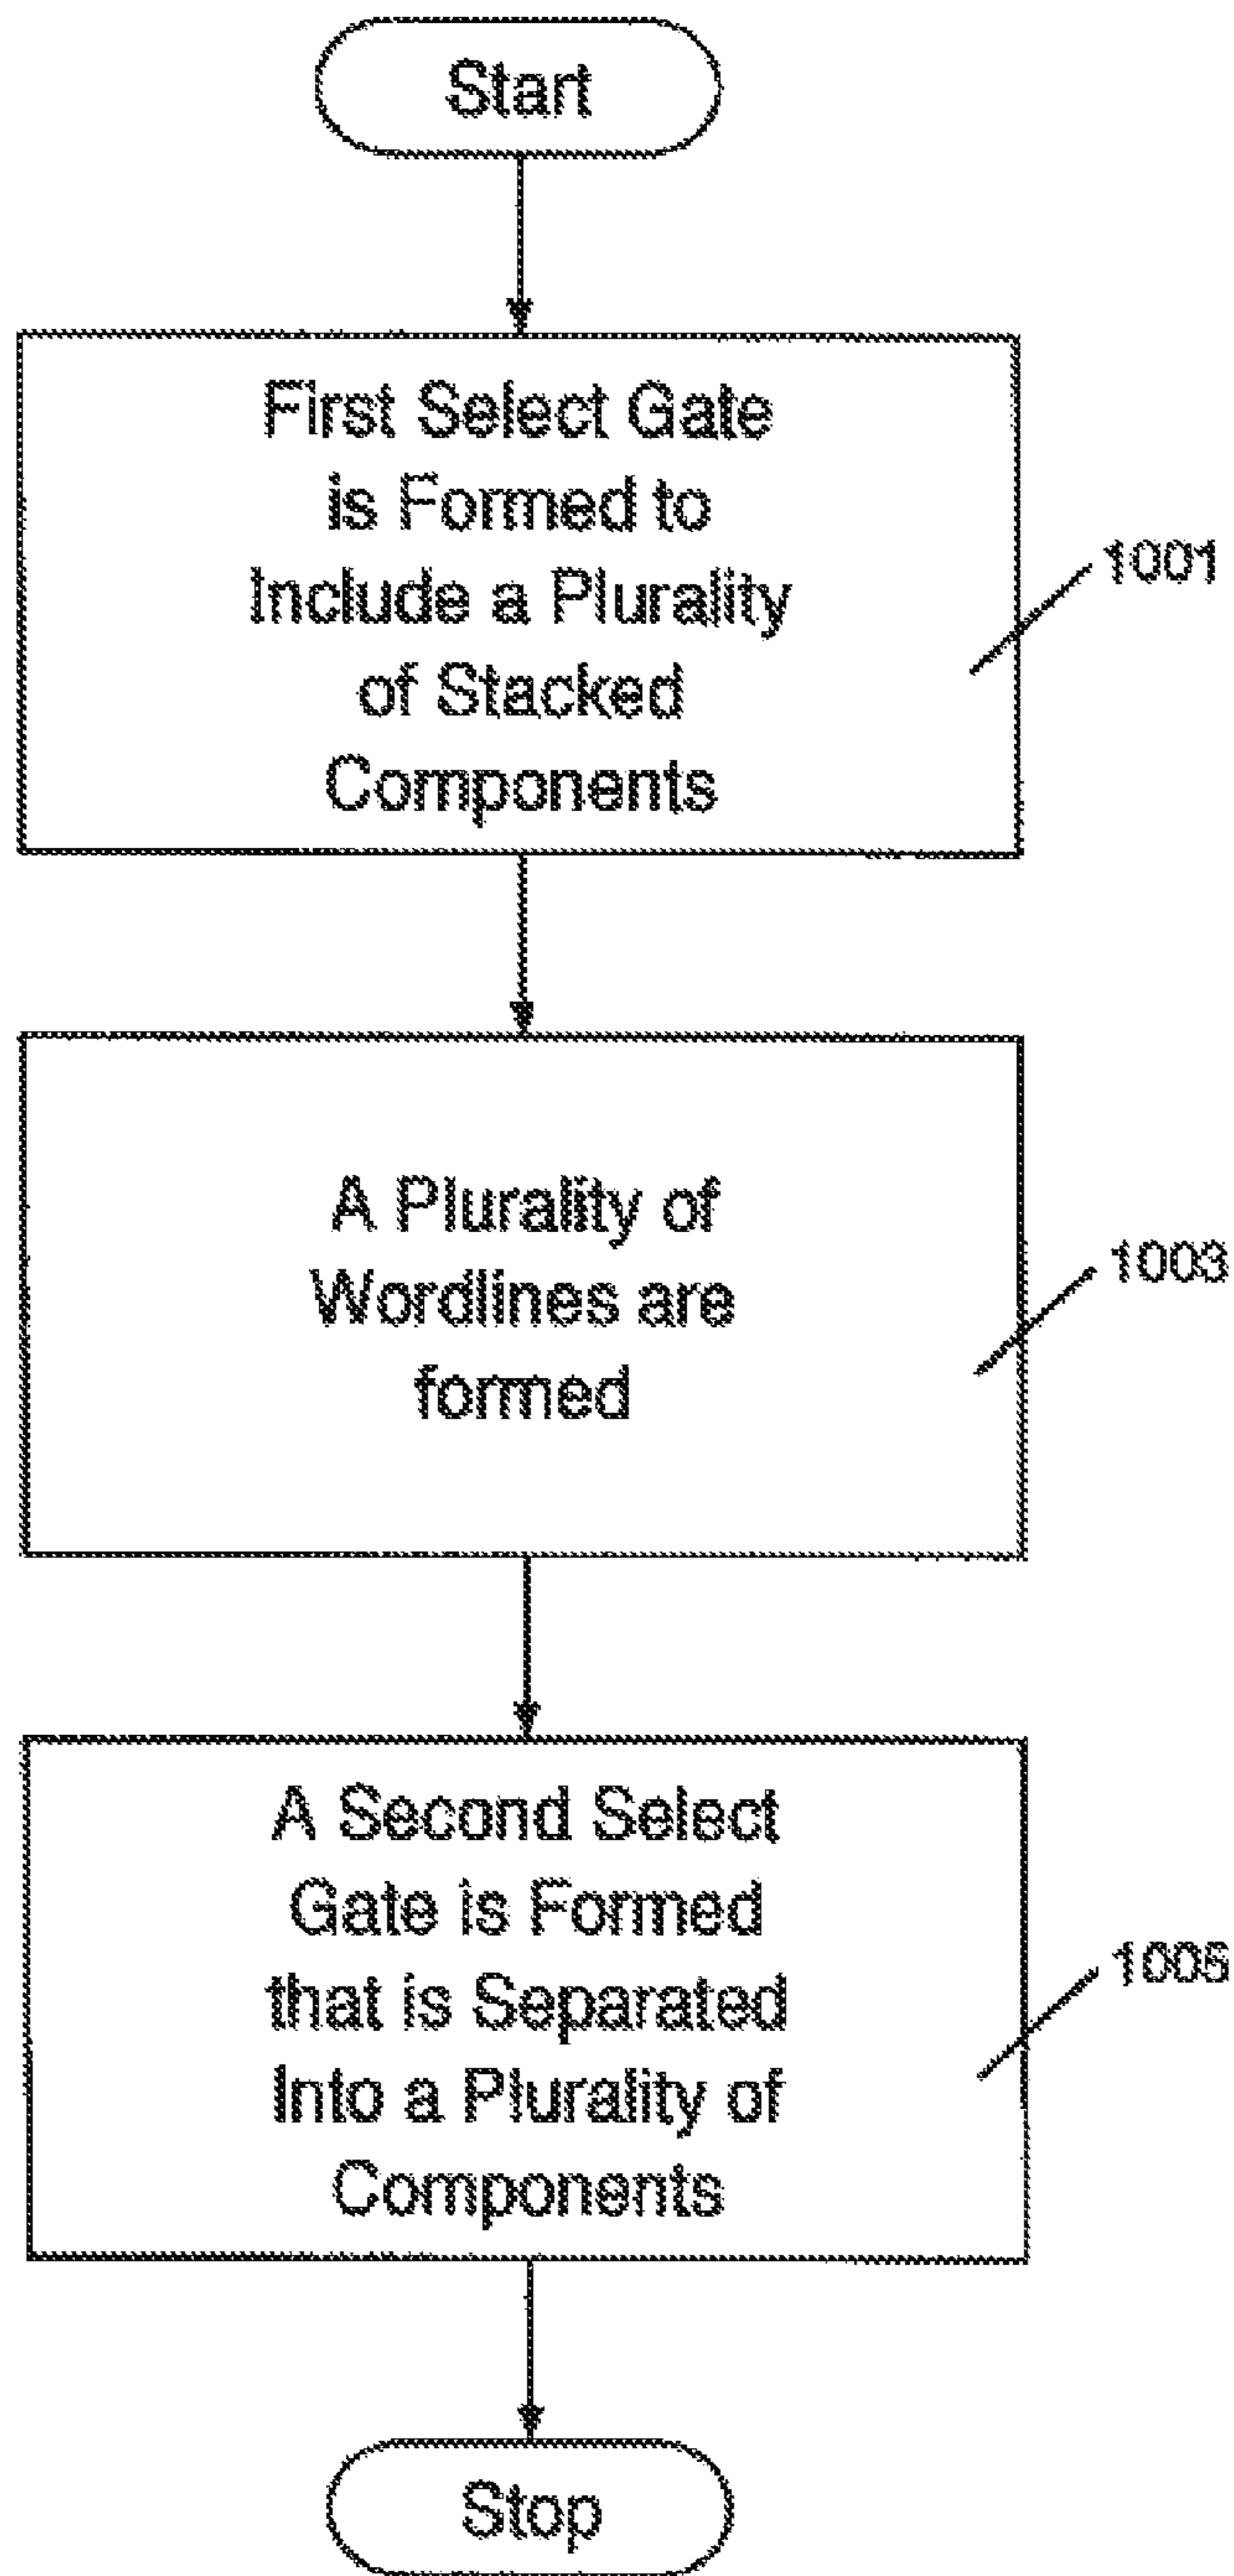 Start
First Select Gate
is Formed to
Include a Plurality
of Stacked
Components
1001
A Plurality of
Wordlines are
formed
1003
A Second Select
Gate is Formed
that is Separated
Into a Plurality of
Components
1005
Stop